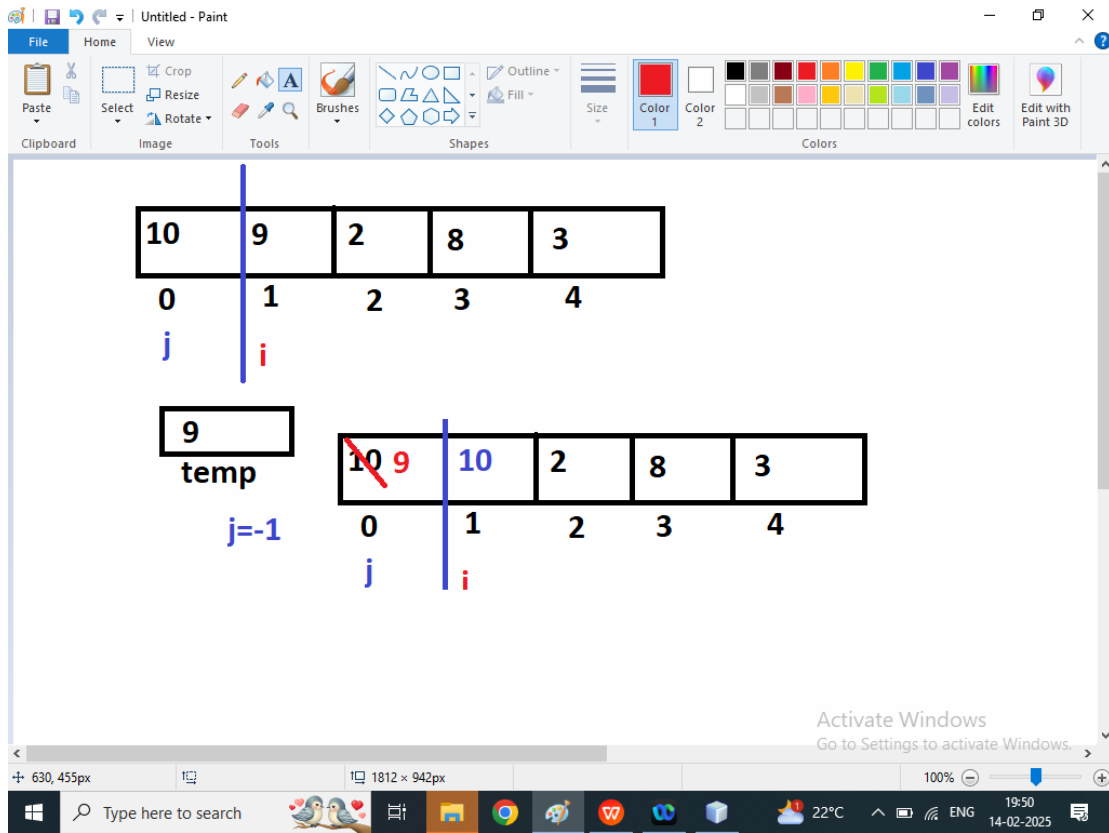 Untitled - Paint
File Home View
Paste
Select
Crop
Resize
Rotate
A
Brushes
Outline
Fill
Size
Color 1
Color 2
Edit colors
Edit with Paint 3D
Clipboard Image Tools Shapes Colors
10 9 2 8 3
0 1 2 3 4
j i
9
temp
j=-1
10 9 10 2 8 3
0 1 2 3 4
j i
Activate Windows
Go to Settings to activate Windows.
630, 455px 1812 × 942px 100%
Type here to search 22°C ENG 19:50
14-02-2025